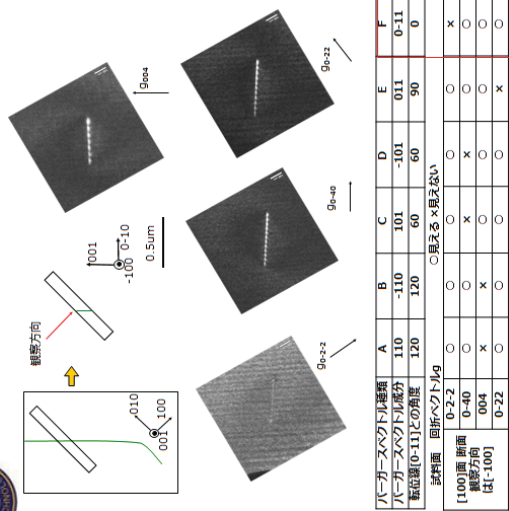 観察方向
010
100
001
001
0-10
-100
0.5um
g004
g0-2-2
g0-40
g0-22
バーガースベクトル種類 A B C D E F
バーガースベクトル成分 110 -110 101 -101 011 0-11
転位線[0-11]との角度 120 120 60 60 90 0
試料面 回折ベクトルg ○見える ×見えない
[100]面 断面
観察方向
は[-100]
0-2-2 ○ ○ ○ ○ ○ ×
0-40 ○ ○ × × ○ ○
004 × × ○ ○ ○ ○
0-22 ○ ○ ○ ○ × ○